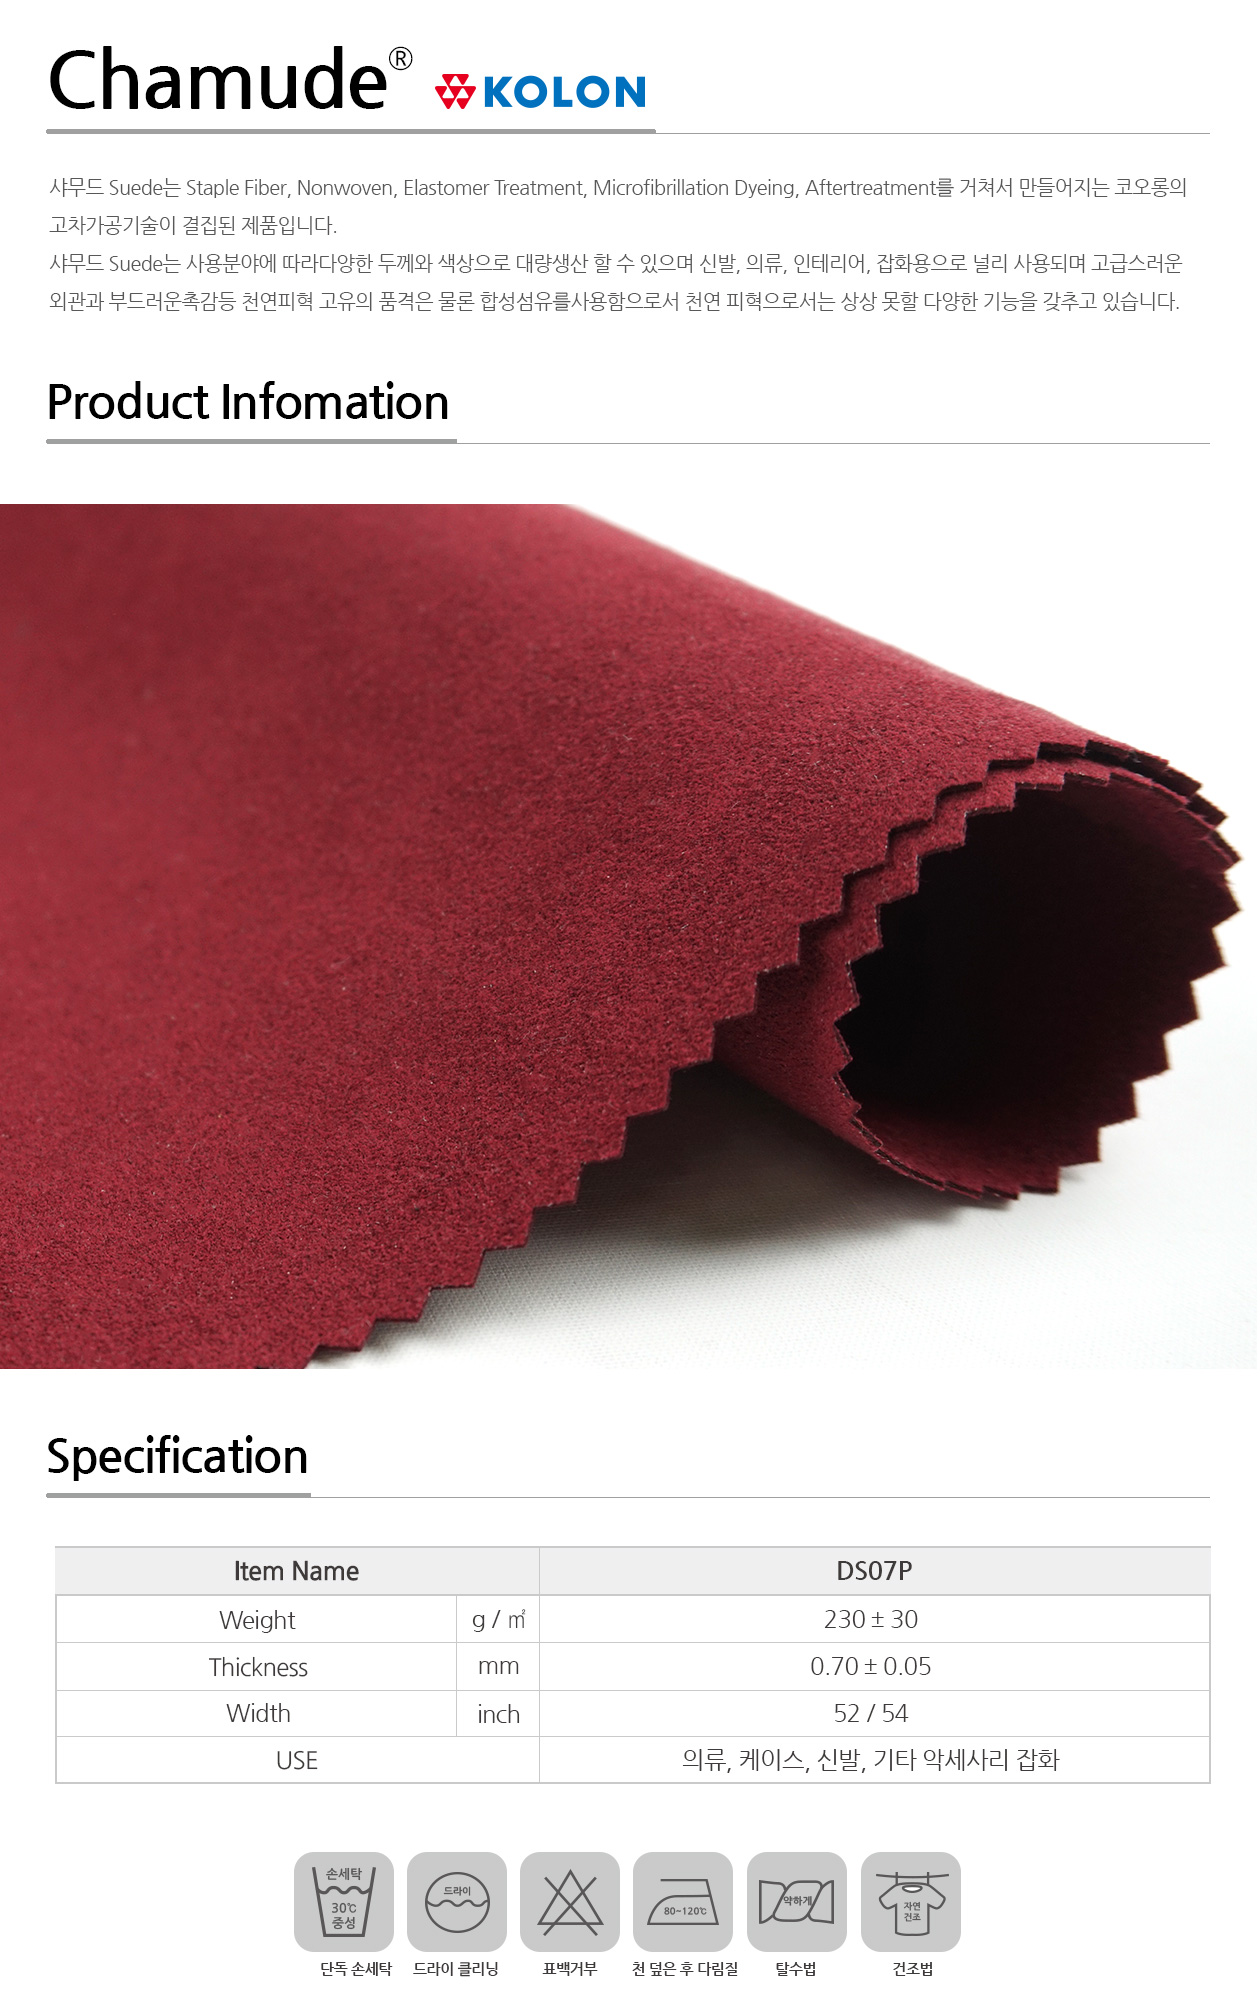 Chamude® KOLON
샤무드 Suede는 Staple Fiber, Nonwoven, Elastomer Treatment, Microfibrillation Dyeing, Aftertreatment를 거쳐서 만들어지는 코오롱의
고차가공기술이 결집된 제품입니다.
샤무드 Suede는 사용분야에 따라다양한 두께와 색상으로 대량생산 할 수 있으며 신발, 의류, 인테리어, 잡화용으로 널리 사용되며 고급스러운
외관과 부드러운촉감등 천연피혁 고유의 품격은 물론 합성섬유를사용함으로서 천연 피혁으로서는 상상 못할 다양한 기능을 갖추고 있습니다.
Product Infomation
Specification
Item Name DS07P
Weight g / ㎡ 230 ± 30
Thickness mm 0.70 ± 0.05
Width inch 52 / 54
USE 의류, 케이스, 신발, 기타 악세사리 잡화
손세탁
30℃
중성
드라이
80~120℃
약하게
자연
건조
단독 손세탁 드라이 클리닝 표백거부 천 덮은 후 다림질 탈수법 건조법